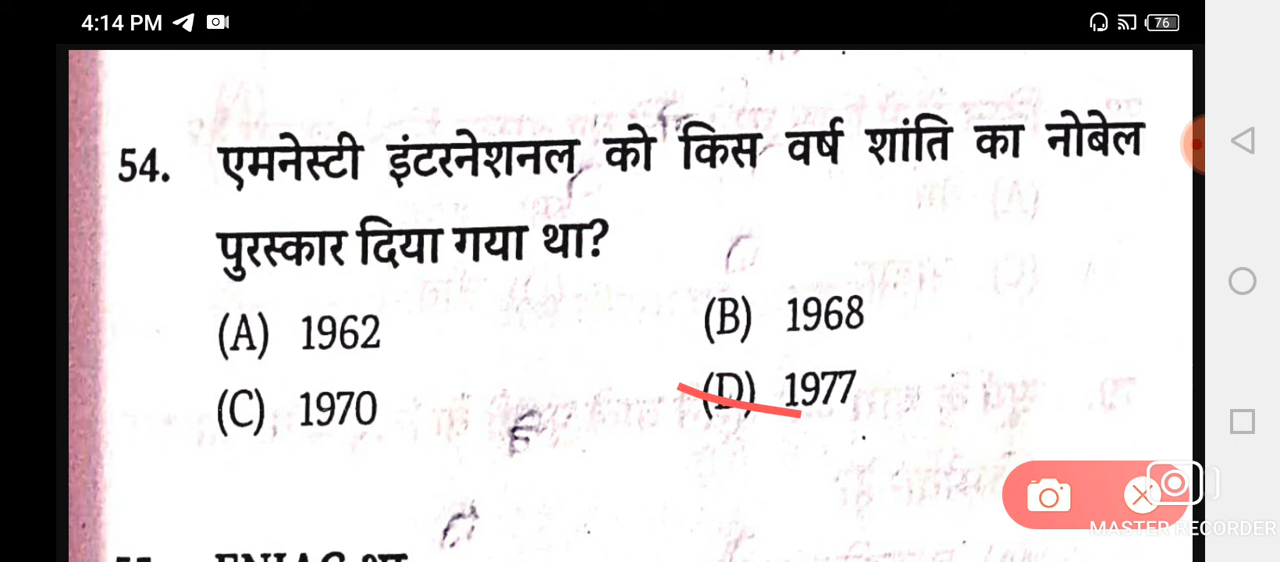 4:14 PM
76
54. एमनेस्टी इंटरनेशनल को किस वर्ष शांति का नोबेल
पुरस्कार दिया गया था?
(A) 1962 (B) 1968
(C) 1970 (D) 1977
MASTER RECORDER